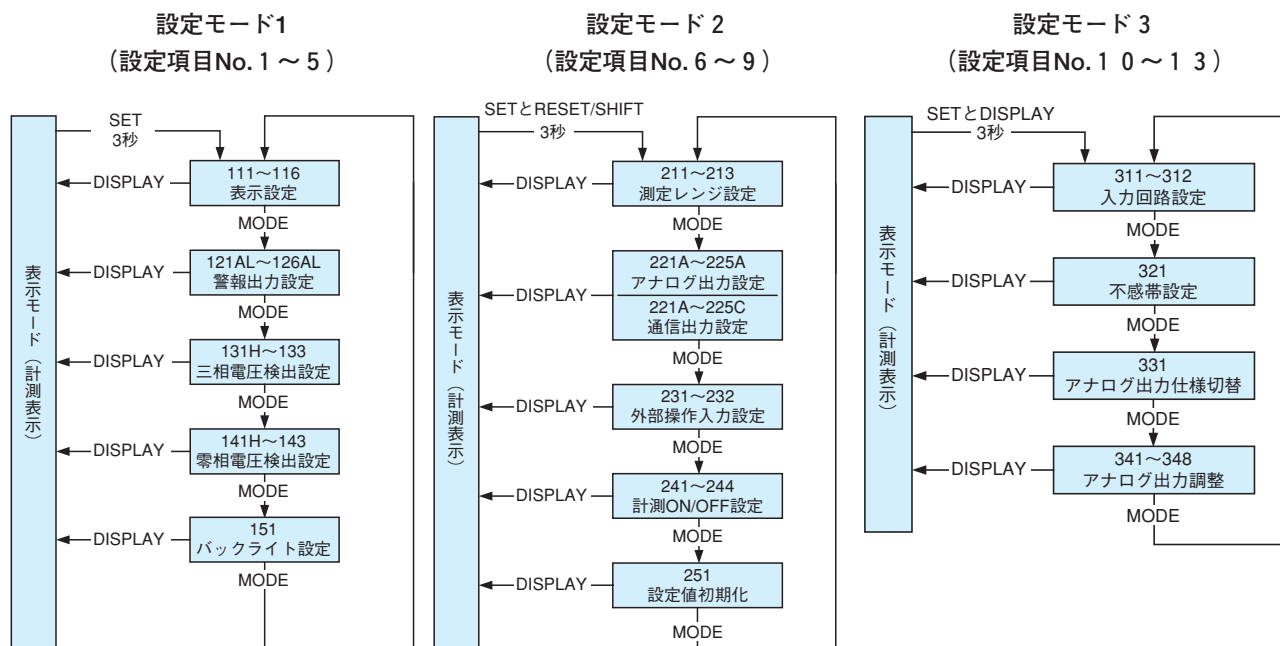 設定モード1
（設定項目No. 1 ～ 5 ）
SET
3秒
表示モード（計測表示）
DISPLAY
111～116
表示設定
MODE
DISPLAY
121AL～126AL
警報出力設定
MODE
DISPLAY
131H～133
三相電圧検出設定
MODE
DISPLAY
141H～143
零相電圧検出設定
MODE
DISPLAY
151
バックライト設定
MODE
設定モード 2
（設定項目No. 6 ～ 9 ）
SETとRESET/SHIFT
3秒
表示モード（計測表示）
DISPLAY
211～213
測定レンジ設定
MODE
DISPLAY
221A～225A
アナログ出力設定
221A～225C
通信出力設定
MODE
DISPLAY
231～232
外部操作入力設定
MODE
DISPLAY
241～244
計測ON/OFF設定
MODE
DISPLAY
251
設定値初期化
MODE
設定モード 3
（設定項目No. 1 0 ～ 1 3 ）
SETとDISPLAY
3秒
表示モード（計測表示）
DISPLAY
311～312
入力回路設定
MODE
DISPLAY
321
不感帯設定
MODE
DISPLAY
331
アナログ出力仕様切替
MODE
DISPLAY
341～348
アナログ出力調整
MODE